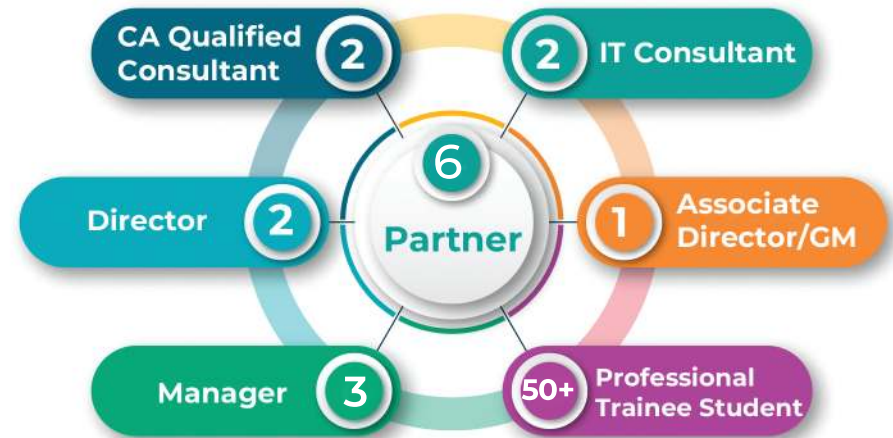 CA Qualified
Consultant
2
2
IT Consultant
6
Partner
Director
2
1
Associate
Director/GM
Manager
3
50+
Professional
Trainee Student